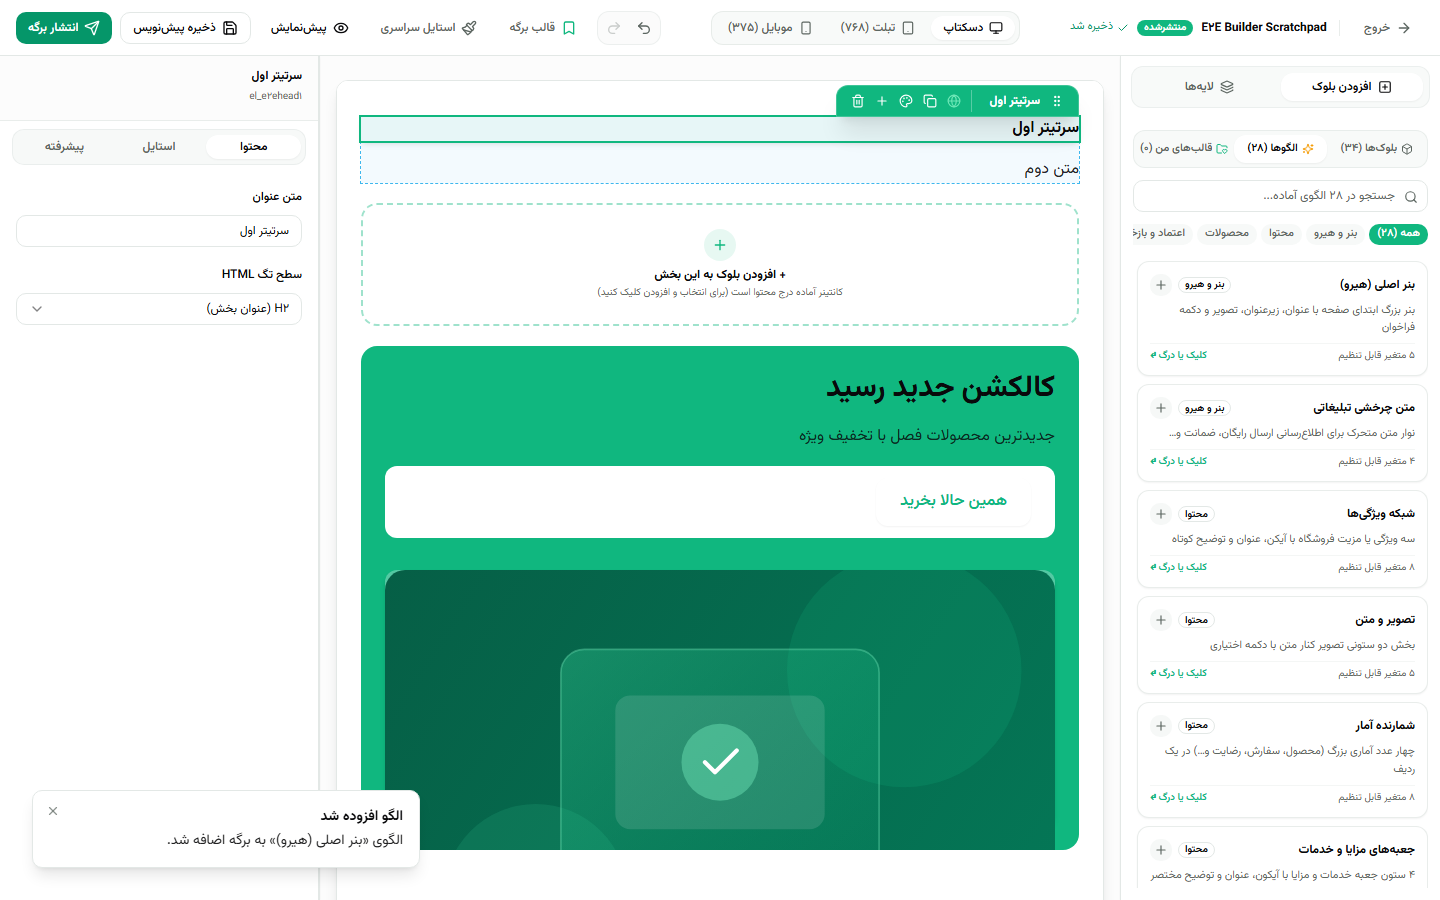 خروج
E۲E Builder Scratchpad
منتشرشده
ذخیره شد
دسکتاپ
تبلت (۷۶۸)
موبایل (۳۷۵)
قالب برگه
استایل سراسری
پیش‌نمایش
ذخیره پیش‌نویس
انتشار برگه
افزودن بلوک
لایه‌ها
بلوک‌ها (۳۴)
الگوها (۲۸)
قالب‌های من (۰)
جستجو در ۲۸ الگوی آماده...
همه (۲۸)
بنر و هیرو
محتوا
محصولات
اعتماد و بازخ
بنر اصلی (هیرو)
بنر و هیرو
بنر بزرگ ابتدای صفحه با عنوان، زیرعنوان، تصویر و دکمه
فراخوان
۵ متغیر قابل تنظیم
کلیک یا درگ
متن چرخشی تبلیغاتی
بنر و هیرو
نوار متن متحرک برای اطلاع‌رسانی ارسال رایگان، ضمانت و...
۴ متغیر قابل تنظیم
کلیک یا درگ
شبکه ویژگی‌ها
محتوا
سه ویژگی یا مزیت فروشگاه با آیکن، عنوان و توضیح کوتاه
۸ متغیر قابل تنظیم
کلیک یا درگ
تصویر و متن
محتوا
بخش دو ستونی تصویر کنار متن با دکمه اختیاری
۵ متغیر قابل تنظیم
کلیک یا درگ
شمارنده آمار
محتوا
چهار عدد آماری بزرگ (محصول، سفارش، رضایت و...) در یک
ردیف
۸ متغیر قابل تنظیم
کلیک یا درگ
جعبه‌های مزایا و خدمات
محتوا
۴ ستون جعبه خدمات و مزایا با آیکون، عنوان و توضیح مختصر
سرتیتر اول
سرتیتر اول
متن دوم
+ افزودن بلوک به این بخش
کانتینر آماده درج محتوا است (برای انتخاب و افزودن کلیک کنید)
کالکشن جدید رسید
جدیدترین محصولات فصل با تخفیف ویژه
همین حالا بخرید
سرتیتر اول
el_e۲ehead۱
محتوا
استایل
پیشرفته
متن عنوان
سرتیتر اول
سطح تگ HTML
H۲ (عنوان بخش)
الگو افزوده شد
الگوی «بنر اصلی (هیرو)» به برگه اضافه شد.